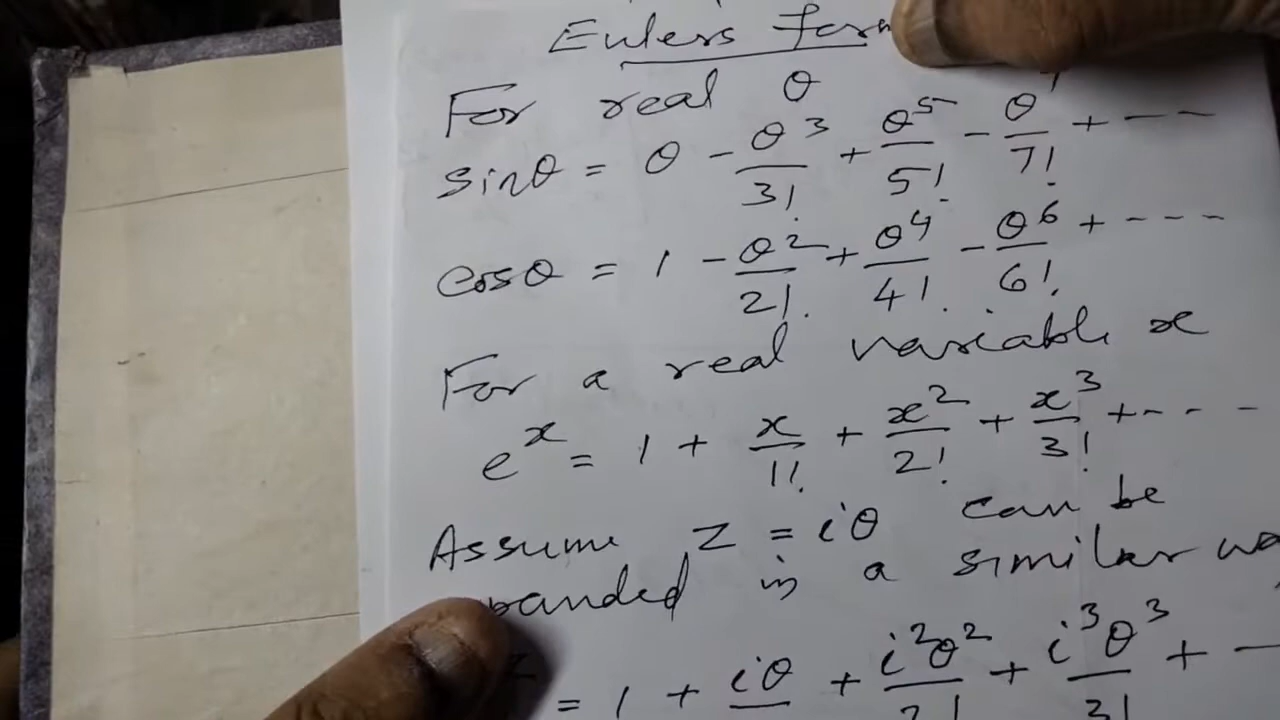 Eulers
For real θ
sinθ = θ - θ³/3! + θ⁵/5! - θ⁷/7! + ---
cosθ = 1 - θ²/2! + θ⁴/4! - θ⁶/6! + ---
For a real variable x
eˣ = 1 + x/1! + x²/2! + x³/3! + ---
Assume z = iθ can be
in a similar
= 1 + iθ + i²θ²/2! + i³θ³/3! + --